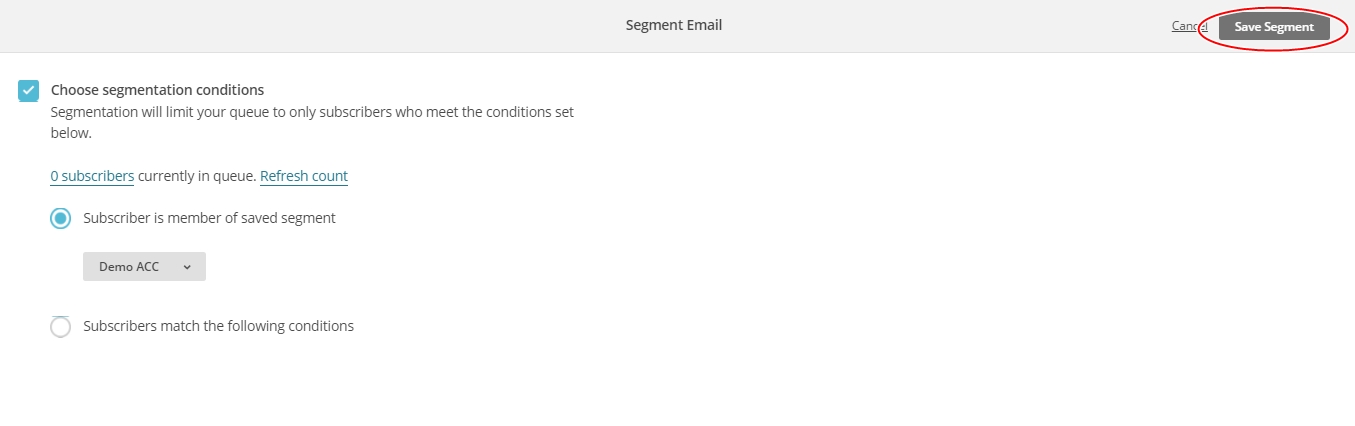 Segment Email
Cancel
Save Segment
Choose segmentation conditions
Segmentation will limit your queue to only subscribers who meet the conditions set
below.
0 subscribers currently in queue. Refresh count
Subscriber is member of saved segment
Demo ACC
Subscribers match the following conditions